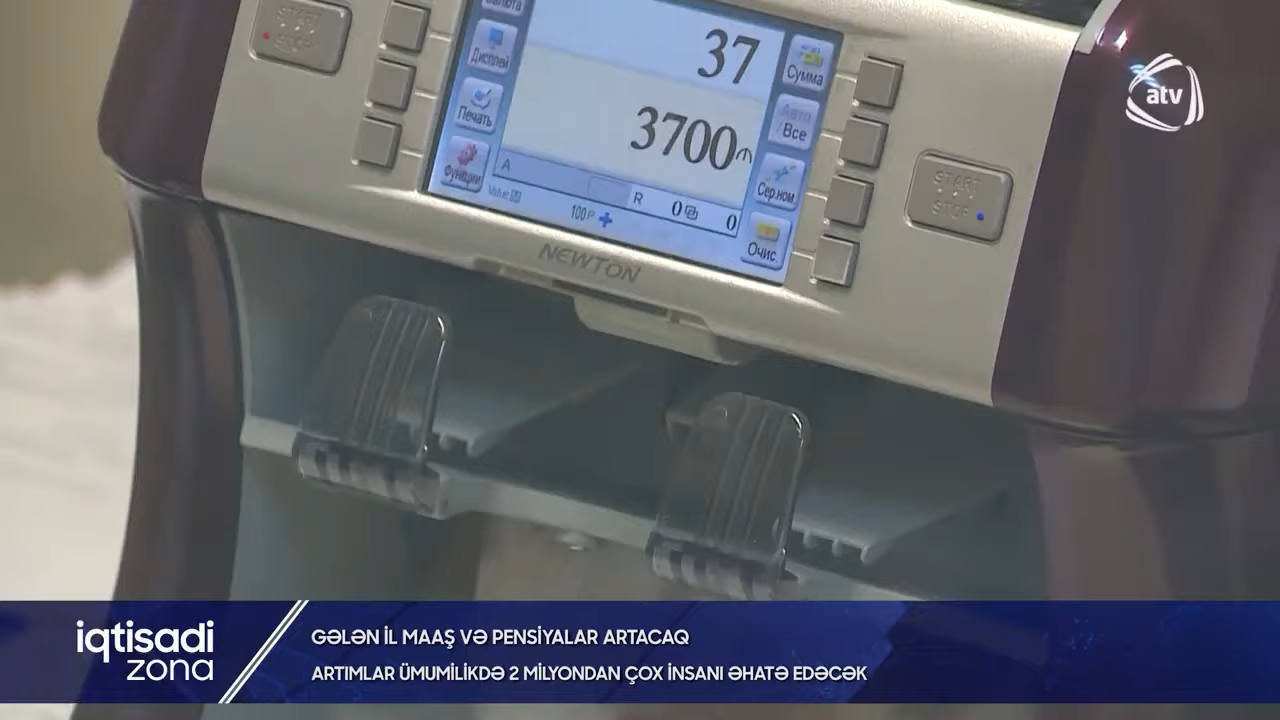 START
STOP
Валюта
Дисплей
Печать
Функции
37
3700₼
A
R 0 0
Value
100 P
Сумма
Авто
/ Все
Сер.ном.
Очис.
START
STOP
NEWTON
atv
iqtisadi
zona
GƏLƏN İL MAAŞ VƏ PENSİYALAR ARTACAQ
ARTIMLAR ÜMUMİLİKDƏ 2 MİLYONDAN ÇOX İNSANI ƏHATƏ EDƏCƏK